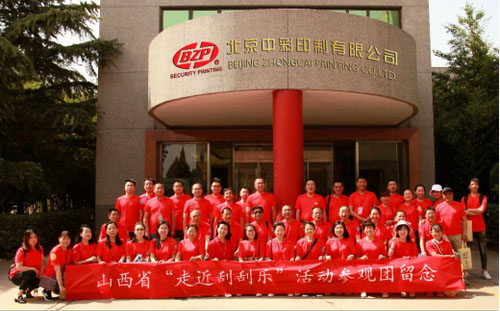 BZP
SECURITY PRINTING
北京中彩印制有限公司
BEIJING ZHONGCAI PRINTING CO.,LTD
山西省“走近刮刮乐”活动参观团留念